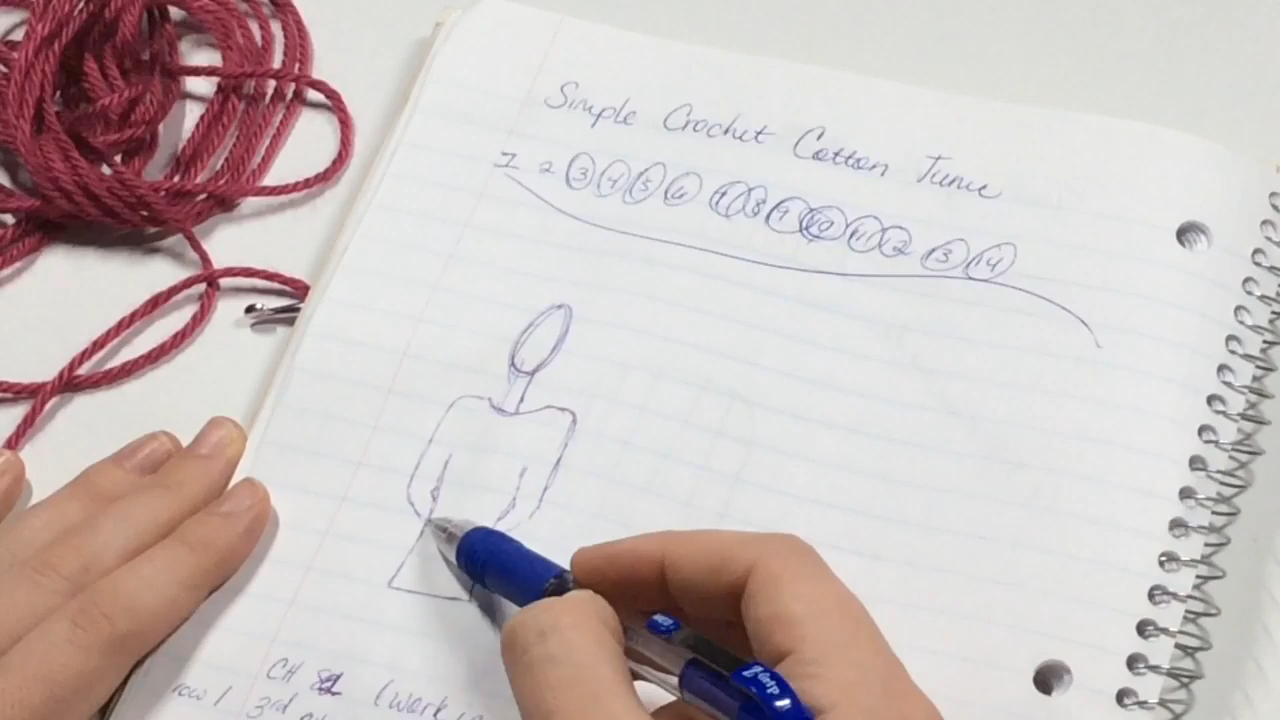 Simple Crochet Cotton Tunic
1 2 3 4 5 6 7 8 9 10 11 12 13 14
CH (work
row 1 3rd
Z-Grip